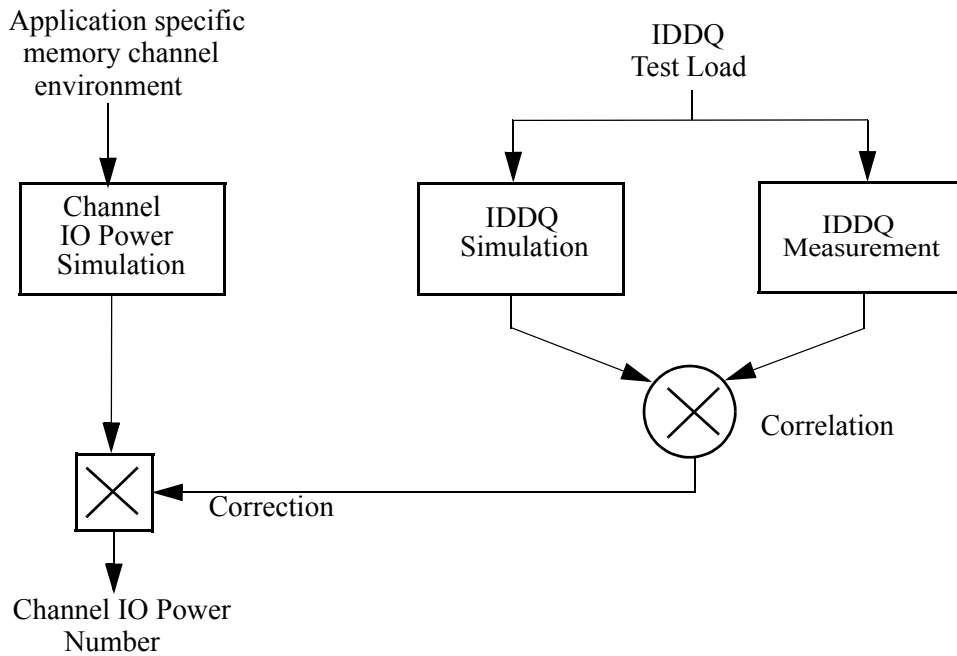 Application specific
memory channel
environment
IDDQ
Test Load
Channel
IO Power
Simulation
IDDQ
Simulation
IDDQ
Measurement
Correlation
Correction
Channel IO Power
Number